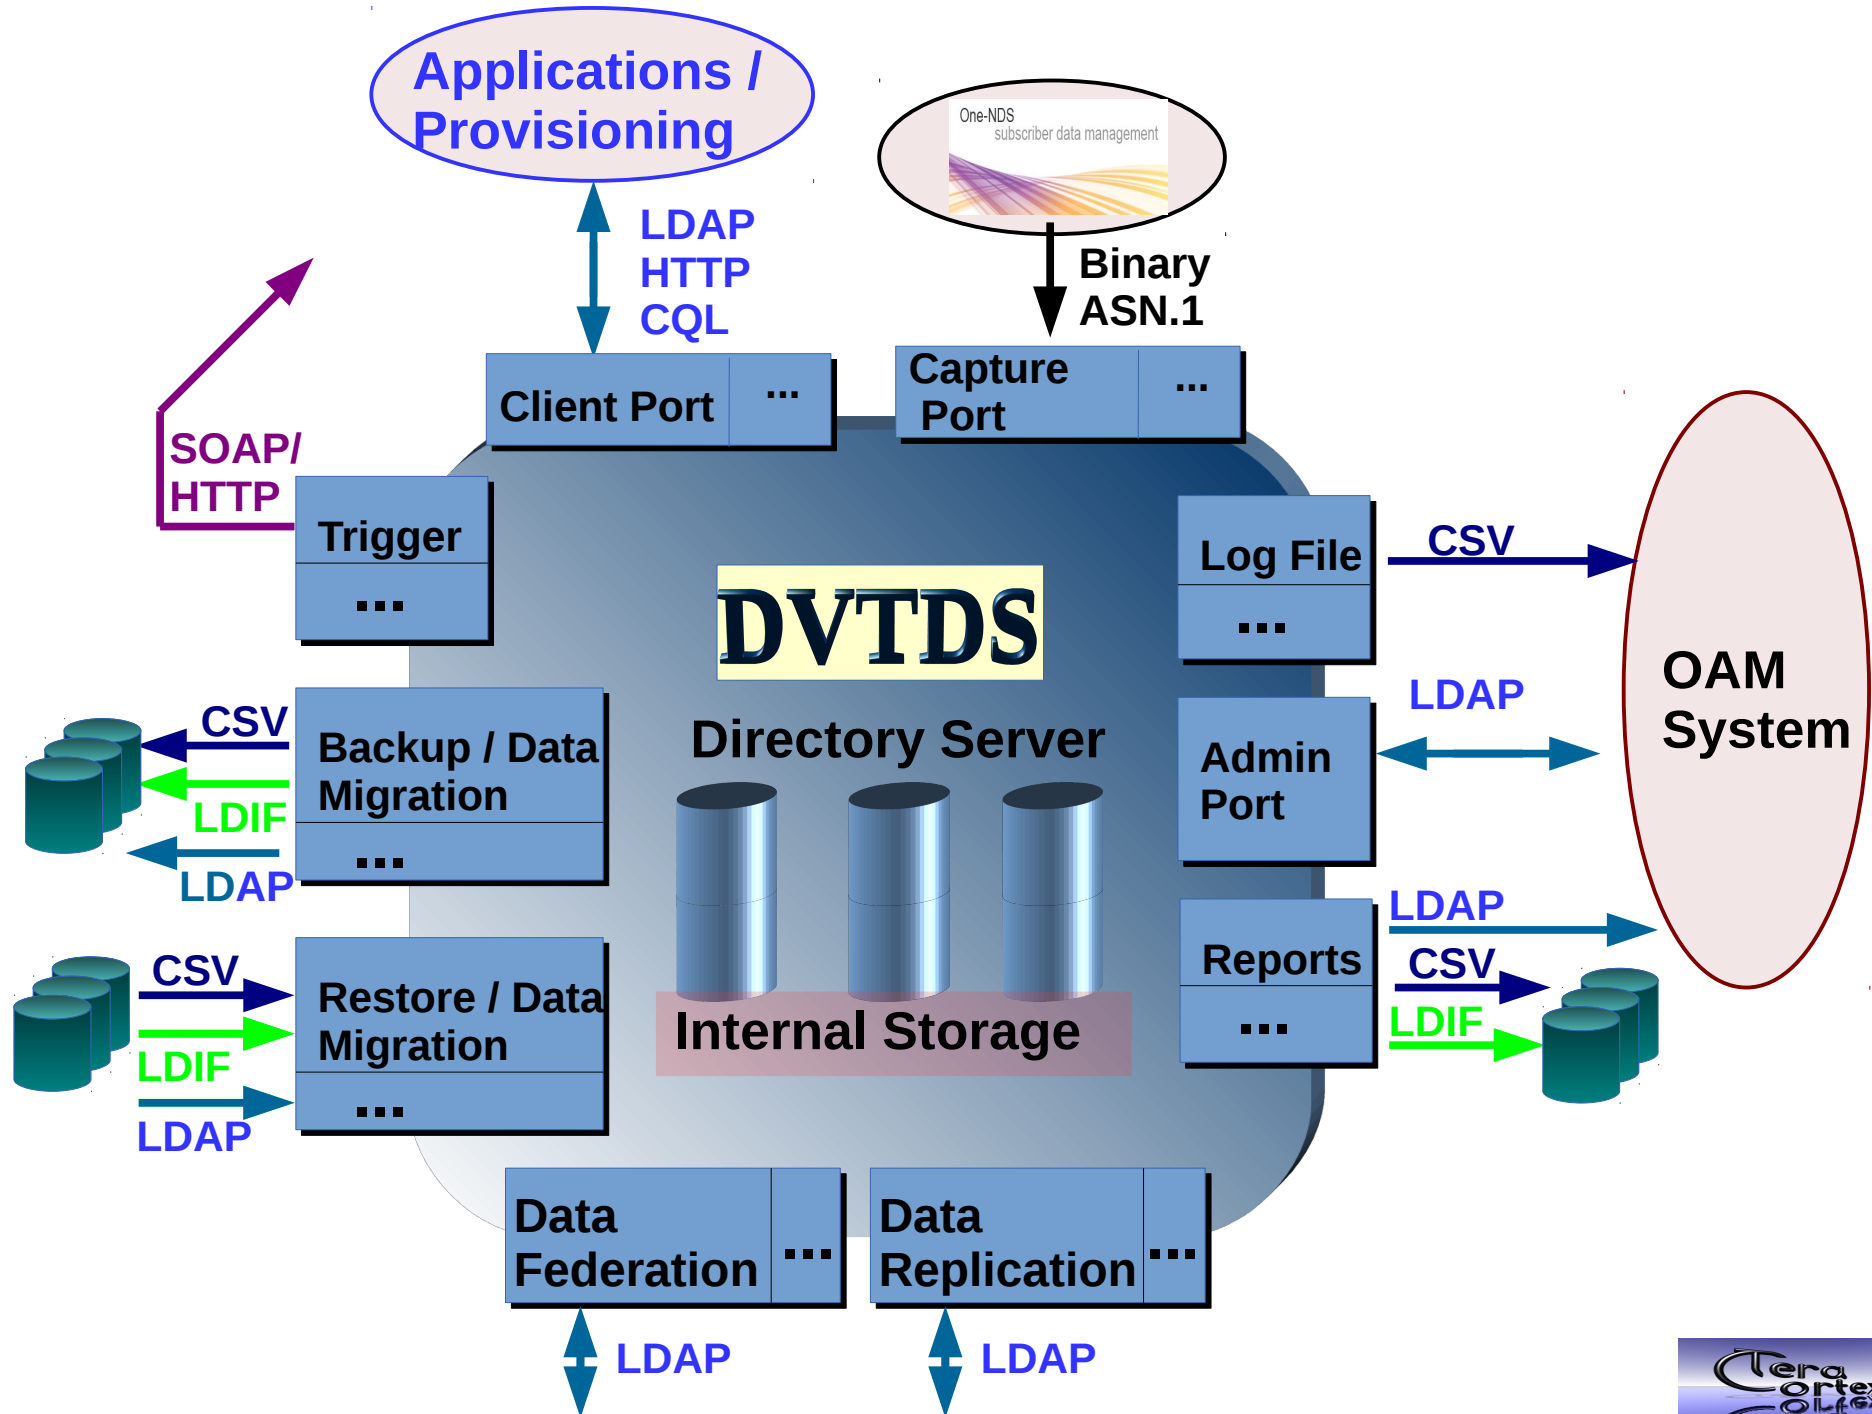 Applications /
Provisioning
One-NDS
subscriber data management
LDAP
HTTP
CQL
Binary
ASN.1
Client Port
...
Capture
Port
...
SOAP/
HTTP
Trigger
...
Log File
...
CSV
DVTDS
Directory Server
OAM
System
LDAP
Admin
Port
CSV
LDIF
LDAP
Backup / Data
Migration
...
CSV
LDIF
LDAP
Restore / Data
Migration
...
Internal Storage
Reports
...
LDAP
CSV
LDIF
Data
Federation
...
Data
Replication
...
LDAP
LDAP
Tera